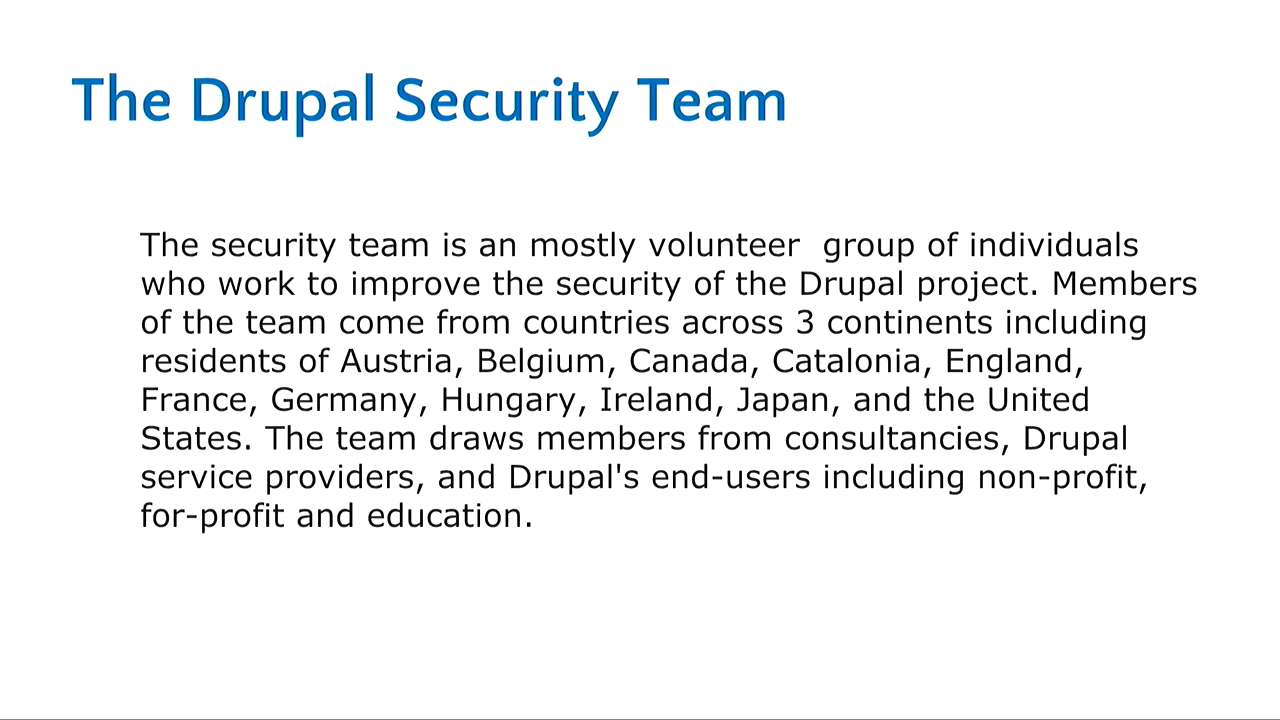 The Drupal Security Team
The security team is an mostly volunteer  group of individuals
who work to improve the security of the Drupal project. Members
of the team come from countries across 3 continents including
residents of Austria, Belgium, Canada, Catalonia, England,
France, Germany, Hungary, Ireland, Japan, and the United
States. The team draws members from consultancies, Drupal
service providers, and Drupal's end-users including non-profit,
for-profit and education.